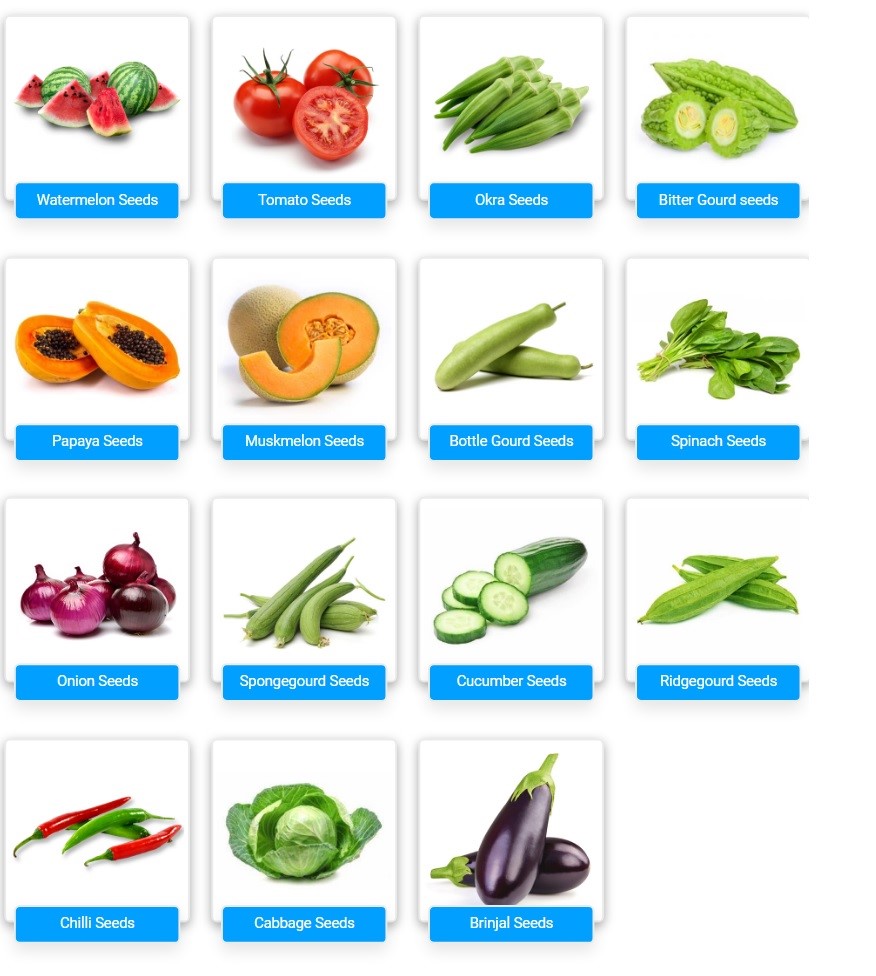 Watermelon Seeds
Tomato Seeds
Okra Seeds
Bitter Gourd seeds
Papaya Seeds
Muskmelon Seeds
Bottle Gourd Seeds
Spinach Seeds
Onion Seeds
Spongegourd Seeds
Cucumber Seeds
Ridgegourd Seeds
Chilli Seeds
Cabbage Seeds
Brinjal Seeds